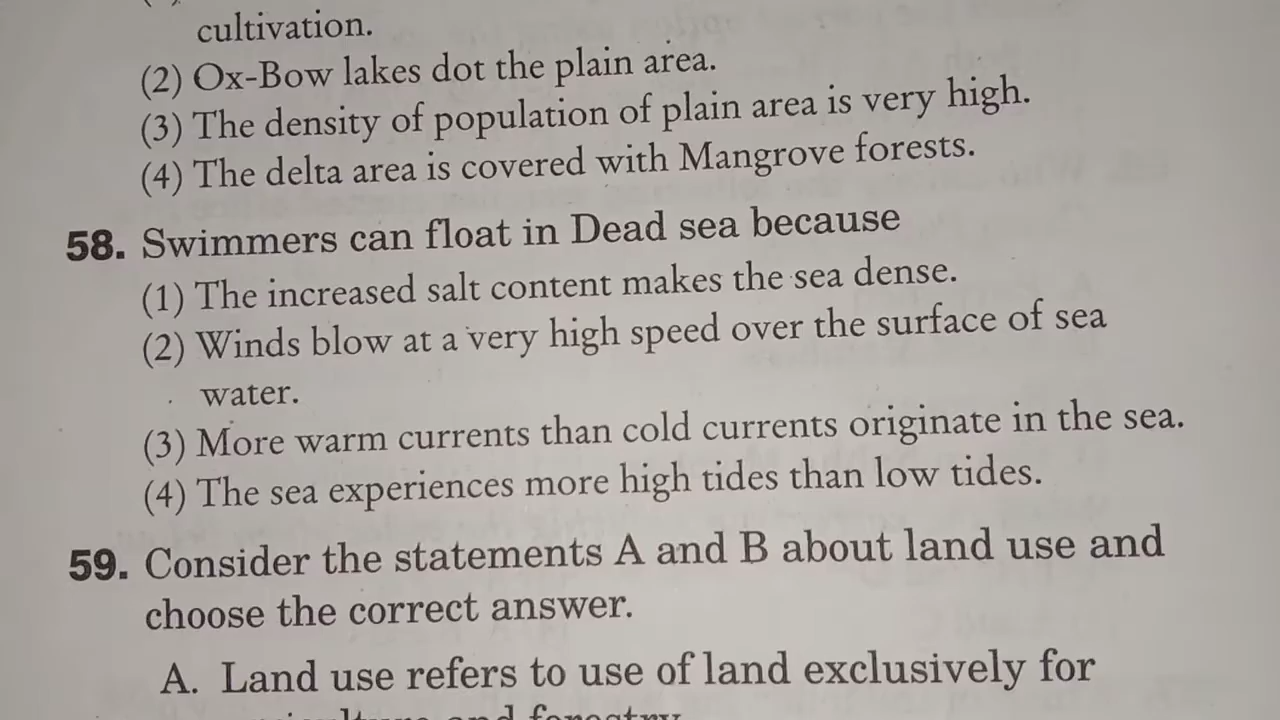 cultivation.
(2) Ox-Bow lakes dot the plain area.
(3) The density of population of plain area is very high.
(4) The delta area is covered with Mangrove forests.
58. Swimmers can float in Dead sea because
(1) The increased salt content makes the sea dense.
(2) Winds blow at a very high speed over the surface of sea
water.
(3) More warm currents than cold currents originate in the sea.
(4) The sea experiences more high tides than low tides.
59. Consider the statements A and B about land use and
choose the correct answer.
A. Land use refers to use of land exclusively for
and forestry